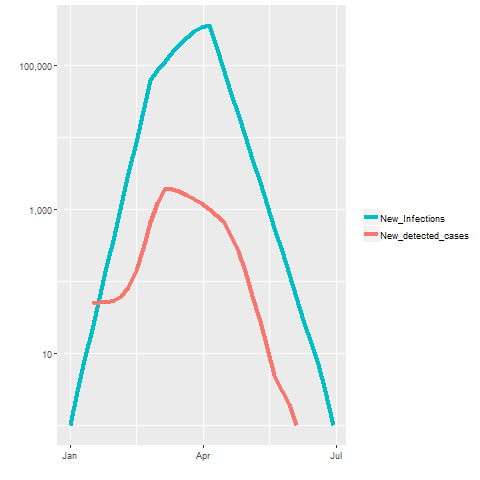 100,000
1,000
10
Jan Apr Jul
New_Infections
New_detected_cases